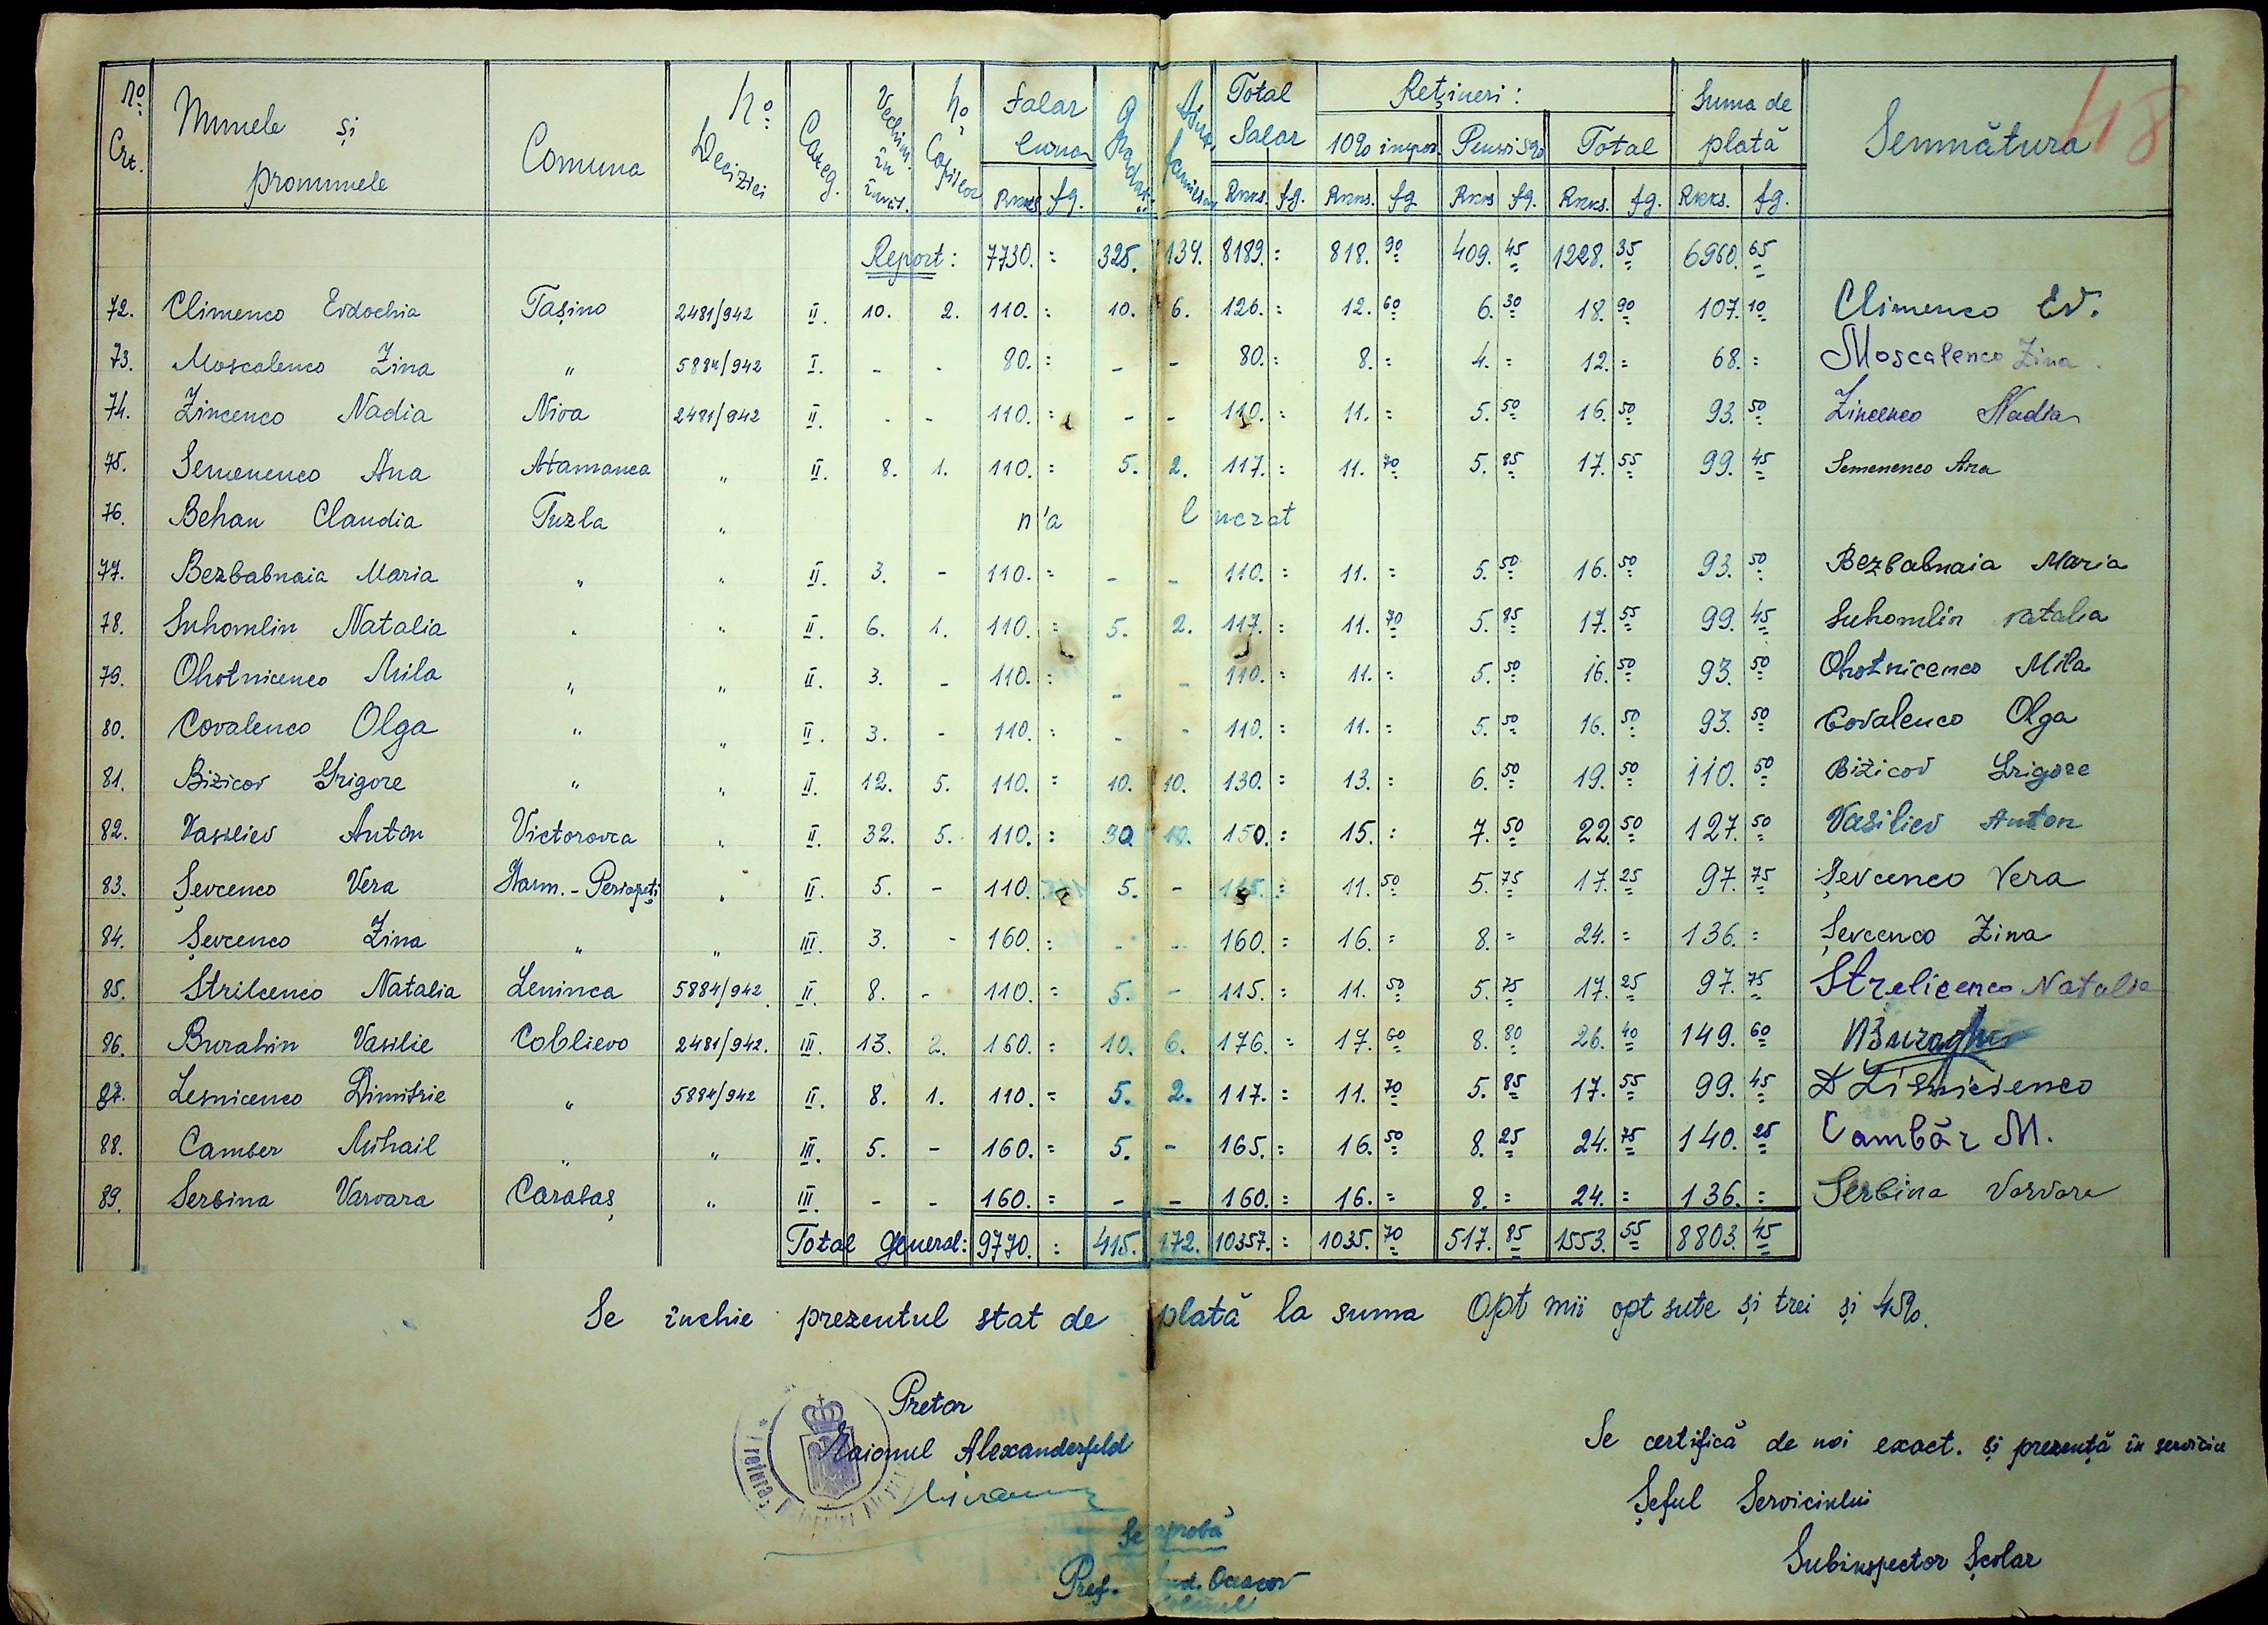 48
No. Crt. | Numele și pronumele | Comuna | No. Deciziei | Categ. | Vechim. în învăț. | No. Copiilor | Salar lunar Rmks. fg. | Gradați | familiar | Total Salar Rmks. fg. | Rețineri: 10% impoz. Rmks. fg | Pensi 5% Rmks fg. | Total Rmks. fg. | Suma de plată Rmks. fg. | Semnătura
Report: 7730. = 325. 134. 8189. = 818. 90 409. 45 1228. 35 6960. 65
72. Climenco Evdochia Tașino 2481/942 II. 10. 2. 110. = 10. 6. 126. = 12. 60 6. 30 18. 90 107. 10 Climenco Ev.
73. Moscalenco Zina " 5884/942 I. - - 80. = - - 80. = 8. = 4. = 12. = 68. = Moscalenco Zina
74. Zincenco Nadia Niva 2481/942 II. - - 110. = - - 110. = 11. = 5. 50 16. 50 93. 50 Zincenco Nadia
75. Semenenco Ana Atamanca " II. 8. 1. 110. = 5. 2. 117. = 11. 70 5. 85 17. 55 99. 45 Semenenco Ana
76. Behan Claudia Tuzla " n'a lucrat
77. Bezbabnaia Maria " " II. 3. - 110. = - - 110. = 11. = 5. 50 16. 50 93. 50 Bezbabnaia Maria
78. Suhomlin Natalia " " II. 6. 1. 110. = 5. 2. 117. = 11. 70 5. 85 17. 55 99. 45 Suhomlin Natalia
79. Ohotnicenco Mila " " II. 3. - 110. = - - 110. = 11. = 5. 50 16. 50 93. 50 Ohotnicenco Mila
80. Covalenco Olga " " II. 3. - 110. = - - 110. = 11. = 5. 50 16. 50 93. 50 Covalenco Olga
81. Bizicov Grigore " " II. 12. 5. 110. = 10. 10. 130. = 13. = 6. 50 19. 50 110. 50 Bizicov Grigore
82. Vasiliev Anton Victorovca " II. 32. 5. 110. = 30. 10. 150. = 15. = 7. 50 22. 50 127. 50 Vasiliev Anton
83. Șevcenco Vera " II. 5. - 110. 5. - 115. = 11. 50 5. 75 17. 25 97. 75 Șevcenco Vera
84. Șevcenco Zina " " III. 3. - 160. = - - 160. = 16. = 8. = 24. = 136. = Șevcenco Zina
85. Strilcenco Natalia Leninca 5884/942. II. 8. - 110. = 5. - 115. = 11. 50 5. 75 17. 25 97. 75 Strelicenco Natalia
86. Burahin Vasilie Coblievo 2481/942. III. 13. 2. 160. = 10. 6. 176. = 17. 60 8. 80 26. 40 149. 60
87. Lesnicenco Dimitrie " 5884/942 II. 8. 1. 110. = 5. 2. 117. = 11. 70 5. 85 17. 55 99. 45 D Lisnicienco
88. Camber Mihail " " III. 5. - 160. = 5. - 165. = 16. 50 8. 25 24. 75 140. 25 Cambăr M.
89. Serbina Varvara Carabaș " III. - - 160. = - - 160. = 16. = 8. = 24. = 136. = Serbina Varvara
Total general: 9770. = 415. 172. 10357. = 1035. 70 517. 85 1553. 55 8803. 45
Se închie prezentul stat de plată la suma Opt mii opt sute și trei și 45%.
Pretor
Raionul Alexanderfeld
Se certifică de noi exact. și prezență în serviciu
Șeful Serviciului
Subinspector Școlar
Se aprobă
Pref. Jud. Oceacov
Colonel